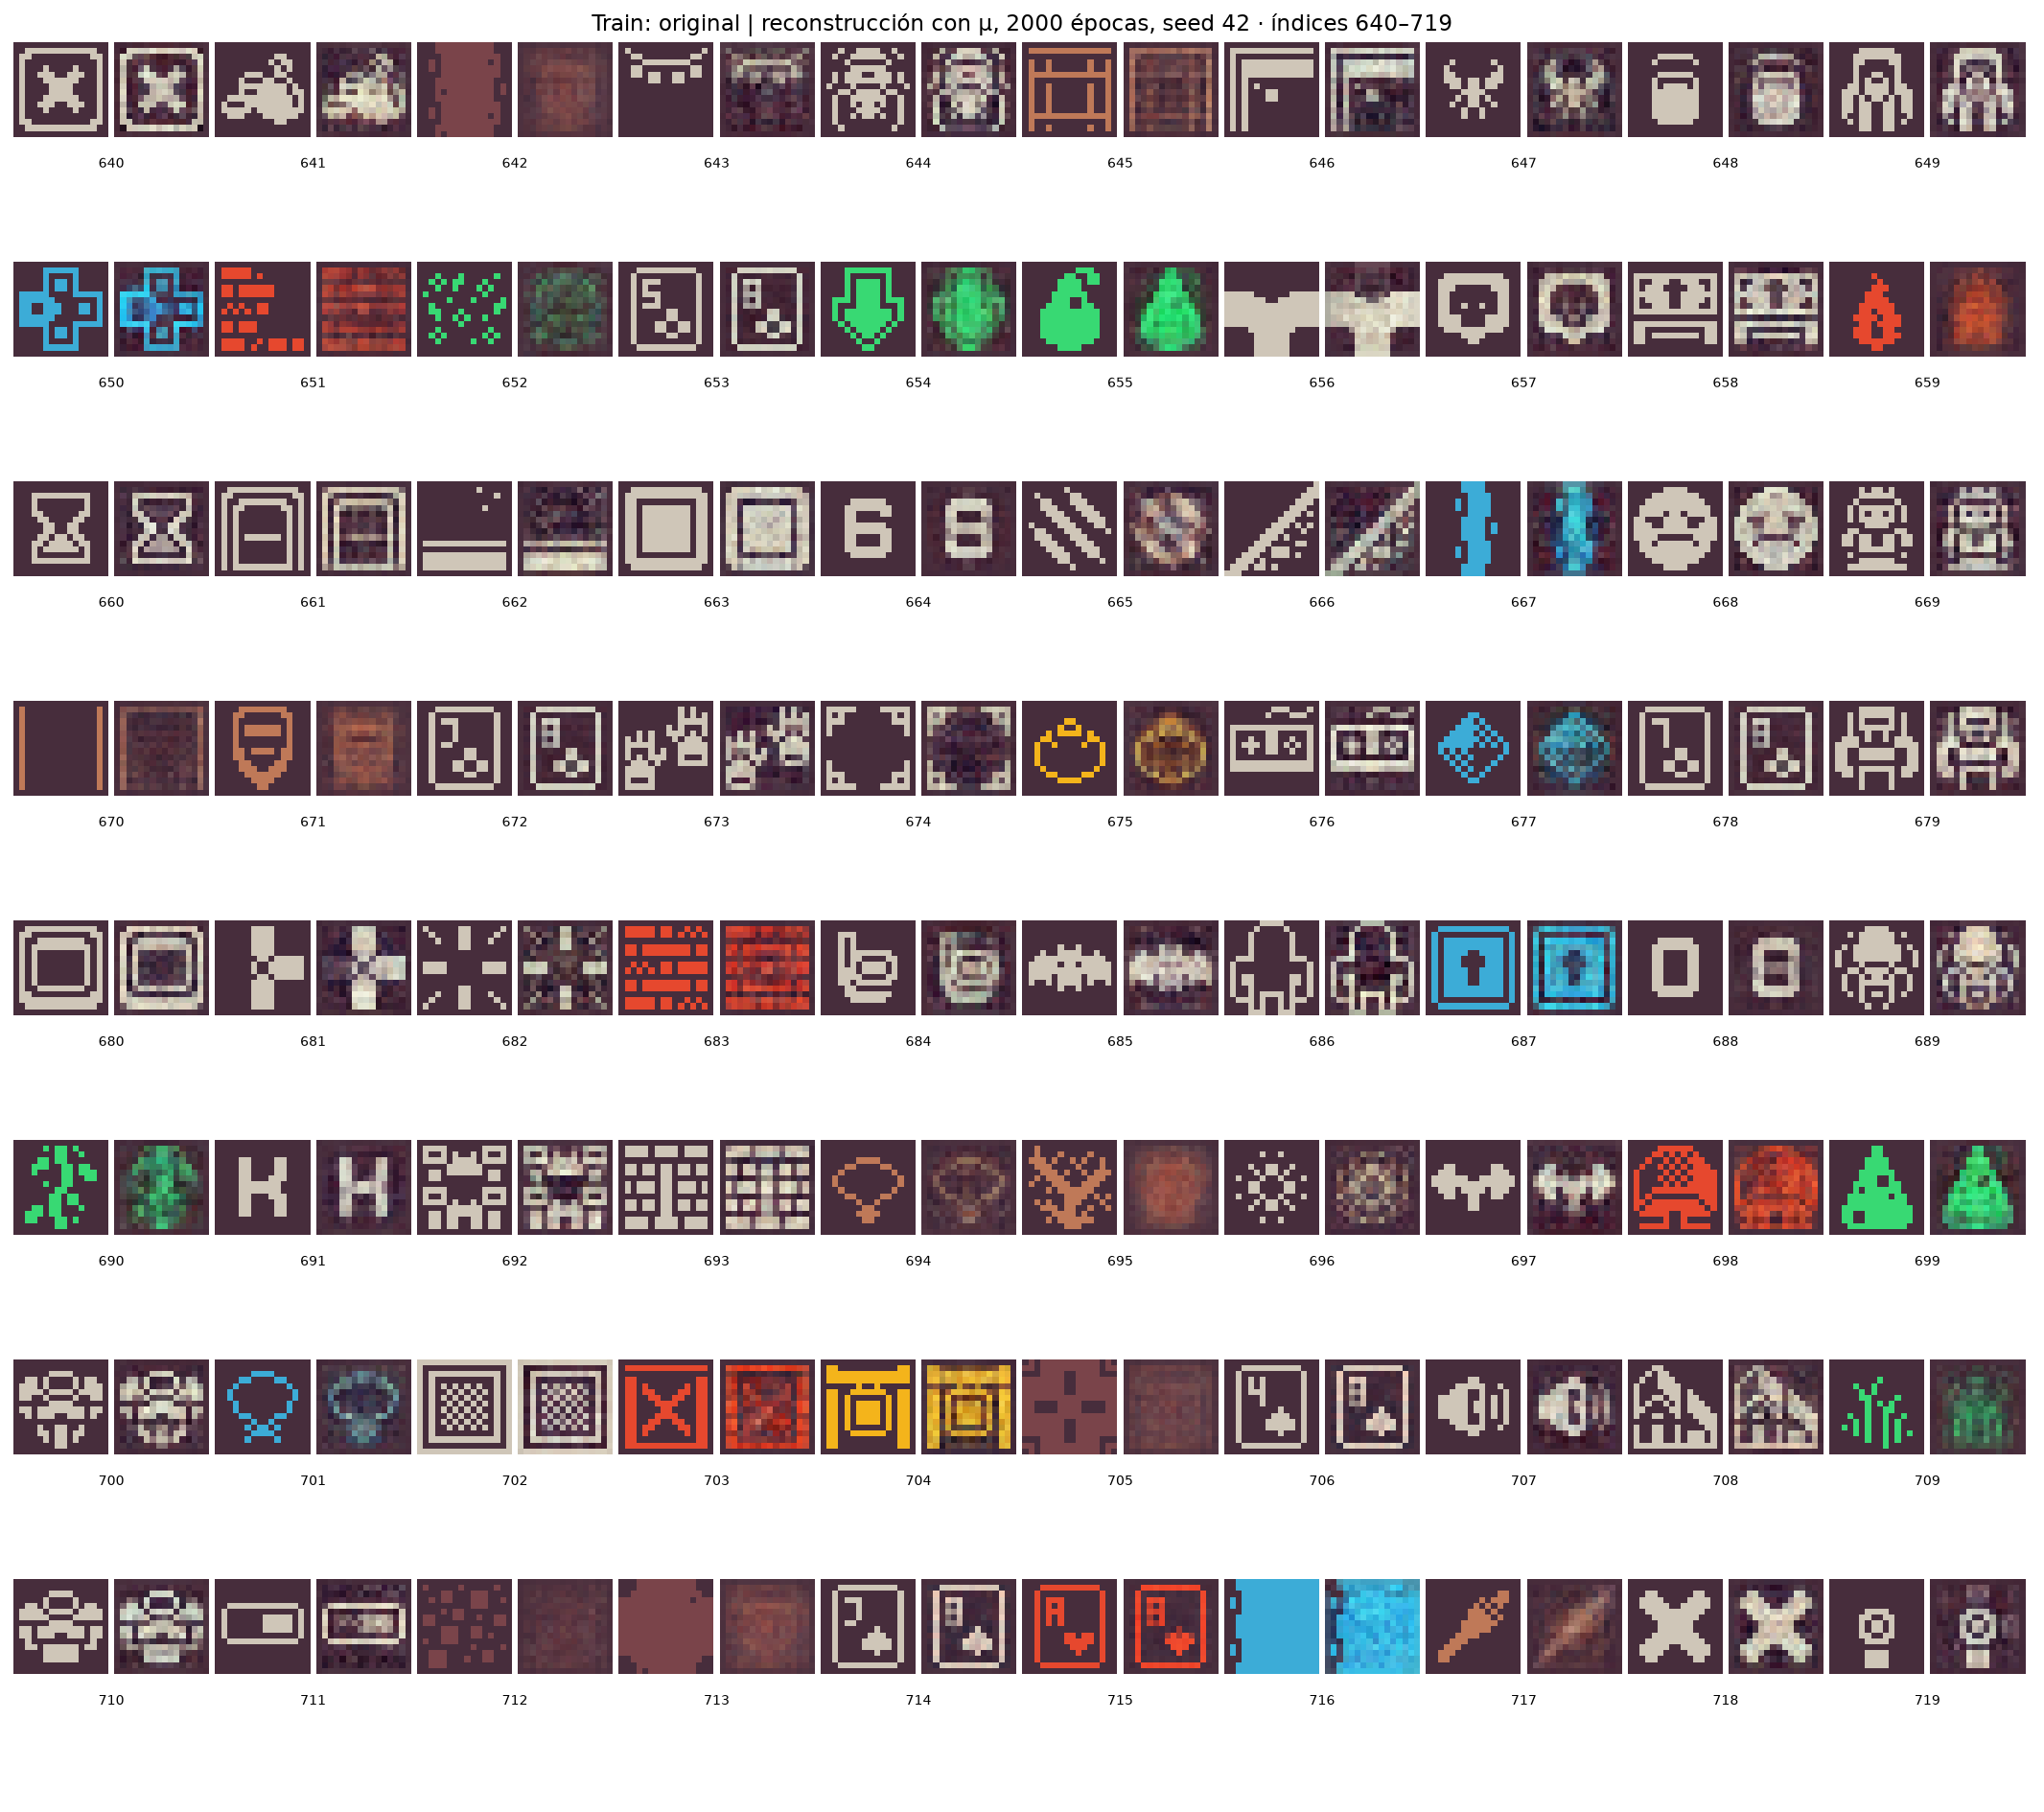 Train: original | reconstrucción con µ, 2000 épocas, seed 42 · índices 640–719
640 641 642 643 644 645 646 647 648 649
650 651 652 653 654 655 656 657 658 659
660 661 662 663 664 665 666 667 668 669
670 671 672 673 674 675 676 677 678 679
680 681 682 683 684 685 686 687 688 689
690 691 692 693 694 695 696 697 698 699
700 701 702 703 704 705 706 707 708 709
710 711 712 713 714 715 716 717 718 719